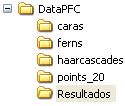 DataPFC
caras
ferns
haarcascades
points_20
Resultados